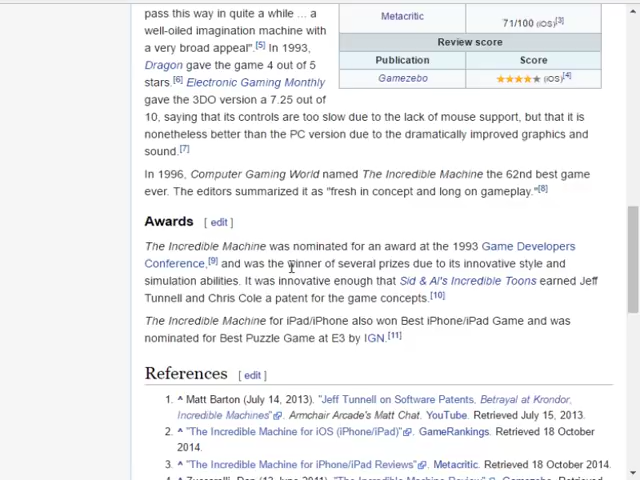 pass this way in quite a while ... a
well-oiled imagination machine with
a very broad appeal".[5] In 1993,
Dragon gave the game 4 out of 5
stars.[6] Electronic Gaming Monthly
gave the 3DO version a 7.25 out of
10, saying that its controls are too slow due to the lack of mouse support, but that it is
nonetheless better than the PC version due to the dramatically improved graphics and
sound.[7]
Metacritic 71/100 (iOS)[3]
Review score
Publication Score
Gamezebo ★★★★★ (iOS)[4]
In 1996, Computer Gaming World named The Incredible Machine the 62nd best game
ever. The editors summarized it as "fresh in concept and long on gameplay."[8]
Awards [ edit ]
The Incredible Machine was nominated for an award at the 1993 Game Developers
Conference,[9] and was the winner of several prizes due to its innovative style and
simulation abilities. It was innovative enough that Sid & Al's Incredible Toons earned Jeff
Tunnell and Chris Cole a patent for the game concepts.[10]
The Incredible Machine for iPad/iPhone also won Best iPhone/iPad Game and was
nominated for Best Puzzle Game at E3 by IGN.[11]
References [ edit ]
1. ^ Matt Barton (July 14, 2013). "Jeff Tunnell on Software Patents, Betrayal at Krondor,
Incredible Machines". Armchair Arcade's Matt Chat. YouTube. Retrieved July 15, 2013.
2. ^ "The Incredible Machine for iOS (iPhone/iPad)". GameRankings. Retrieved 18 October
2014.
3. ^ "The Incredible Machine for iPhone/iPad Reviews". Metacritic. Retrieved 18 October 2014.